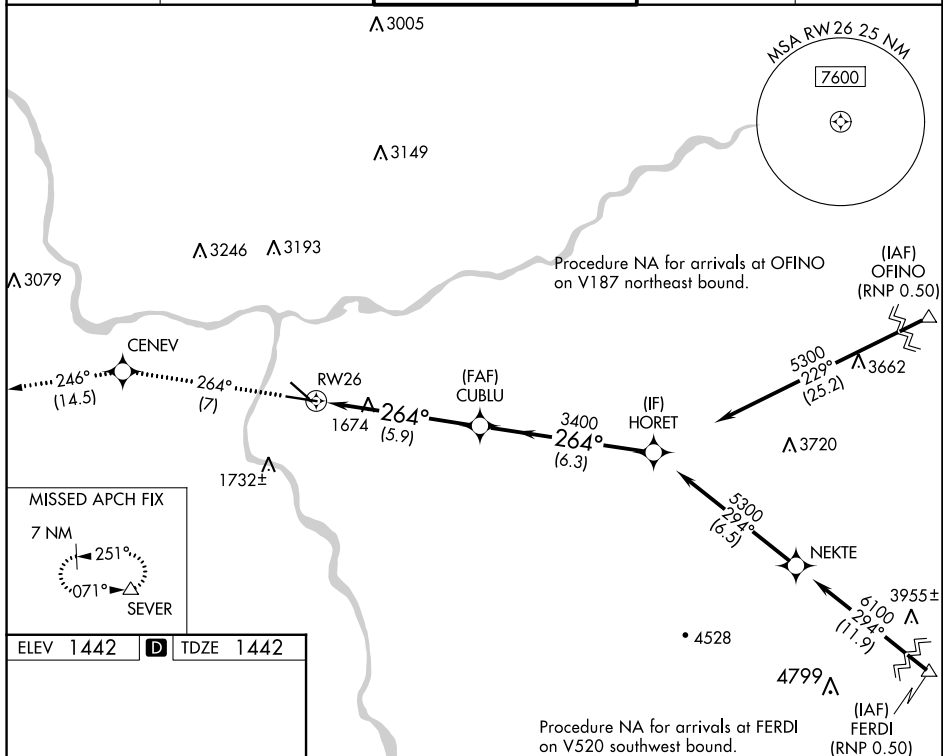 3005
MSA RW26 25 NM
7600
3149
3246
3193
3079
Procedure NA for arrivals at OFINO
on V187 northeast bound.
(IAF)
OFINO
(RNP 0.50)
5300
229°
(25.2)
3662
CENEV
246°
(14.5)
264°
(7)
RW26
1674
264°
(5.9)
(FAF)
CUBLU
3400
264°
(6.3)
(IF)
HORET
3720
1732±
5300
294°
(6.5)
NEKTE
MISSED APCH FIX
7 NM
251°
071°
SEVER
6100
294°
(11.9)
3955±
4528
4799
ELEV 1442 D TDZE 1442
Procedure NA for arrivals at FERDI
on V520 southwest bound.
(IAF)
FERDI
(RNP 0.50)